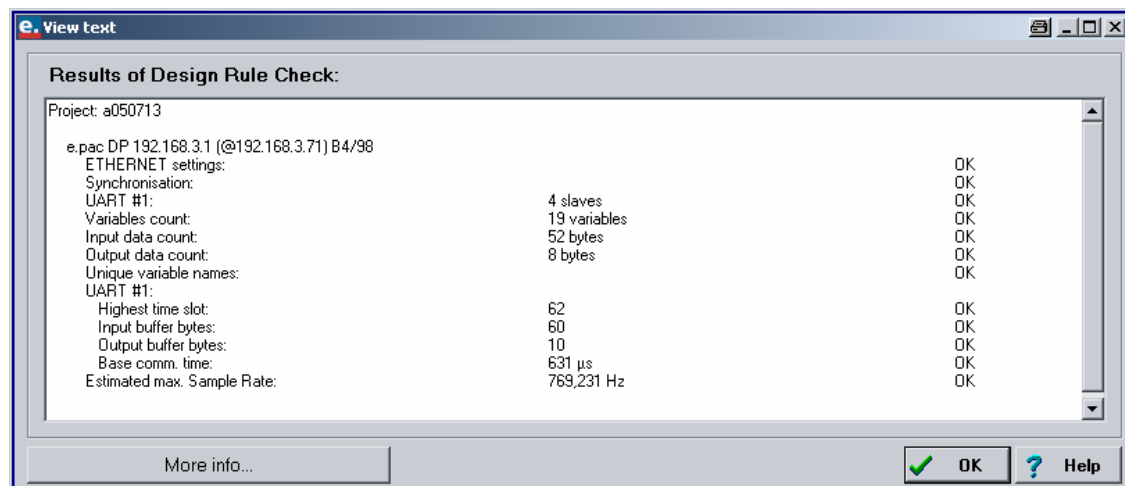 e. View text
Results of Design Rule Check:
Project: a050713
e.pac DP 192.168.3.1 (@192.168.3.71) B4/98
ETHERNET settings: OK
Synchronisation: OK
UART #1: 4 slaves OK
Variables count: 19 variables OK
Input data count: 52 bytes OK
Output data count: 8 bytes OK
Unique variable names: OK
UART #1:
Highest time slot: 62 OK
Input buffer bytes: 60 OK
Output buffer bytes: 10 OK
Base comm. time: 631 µs OK
Estimated max. Sample Rate: 769,231 Hz OK
More info... OK ? Help